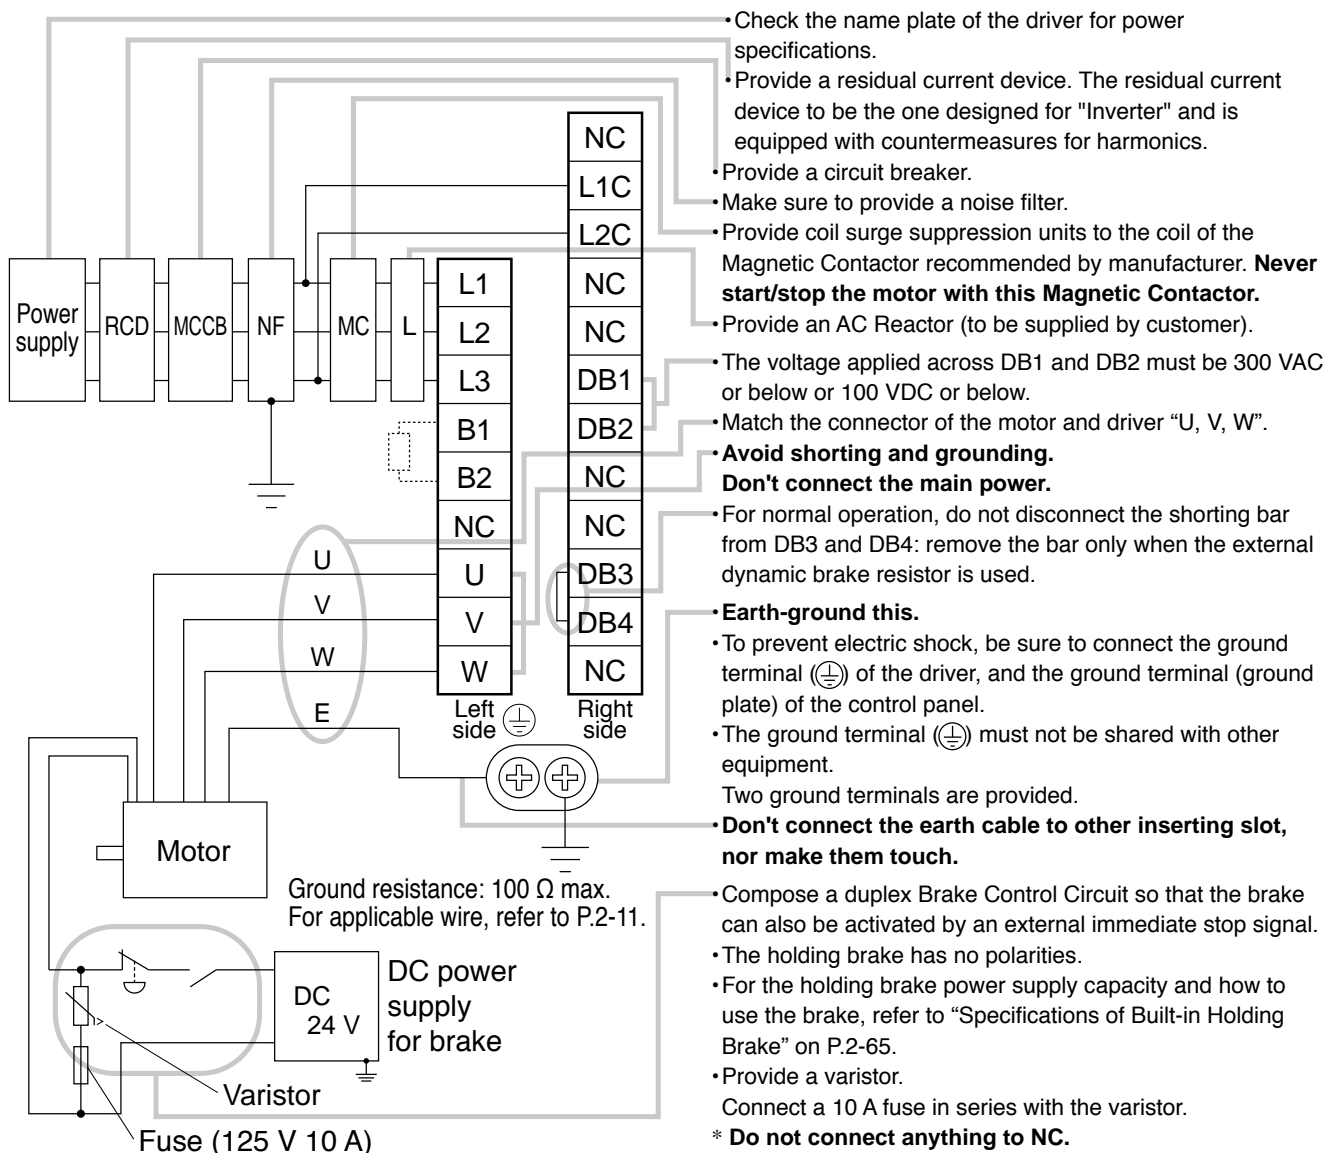 •Check the name plate of the driver for power
specifications.
•Provide a residual current device. The residual current
device to be the one designed for "Inverter" and is
equipped with countermeasures for harmonics.
•Provide a circuit breaker.
•Make sure to provide a noise filter.
•Provide coil surge suppression units to the coil of the
Magnetic Contactor recommended by manufacturer. Never
start/stop the motor with this Magnetic Contactor.
•Provide an AC Reactor (to be supplied by customer).
•The voltage applied across DB1 and DB2 must be 300 VAC
or below or 100 VDC or below.
•Match the connector of the motor and driver “U, V, W”.
•Avoid shorting and grounding.
Don't connect the main power.
•For normal operation, do not disconnect the shorting bar
from DB3 and DB4: remove the bar only when the external
dynamic brake resistor is used.
•Earth-ground this.
•To prevent electric shock, be sure to connect the ground
terminal (⏚) of the driver, and the ground terminal (ground
plate) of the control panel.
•The ground terminal (⏚) must not be shared with other
equipment.
Two ground terminals are provided.
•Don't connect the earth cable to other inserting slot,
nor make them touch.
•Compose a duplex Brake Control Circuit so that the brake
can also be activated by an external immediate stop signal.
•The holding brake has no polarities.
•For the holding brake power supply capacity and how to
use the brake, refer to “Specifications of Built-in Holding
Brake” on P.2-65.
•Provide a varistor.
Connect a 10 A fuse in series with the varistor.
* Do not connect anything to NC.
Power
supply
RCD
MCCB
NF
MC
L
L1
L2
L3
B1
B2
NC
U
V
W
Left
side
NC
L1C
L2C
NC
NC
DB1
DB2
NC
NC
DB3
DB4
NC
Right
side
U
V
W
E
Motor
Ground resistance: 100 Ω max.
For applicable wire, refer to P.2-11.
DC
24 V
DC power
supply
for brake
Varistor
Fuse (125 V 10 A)